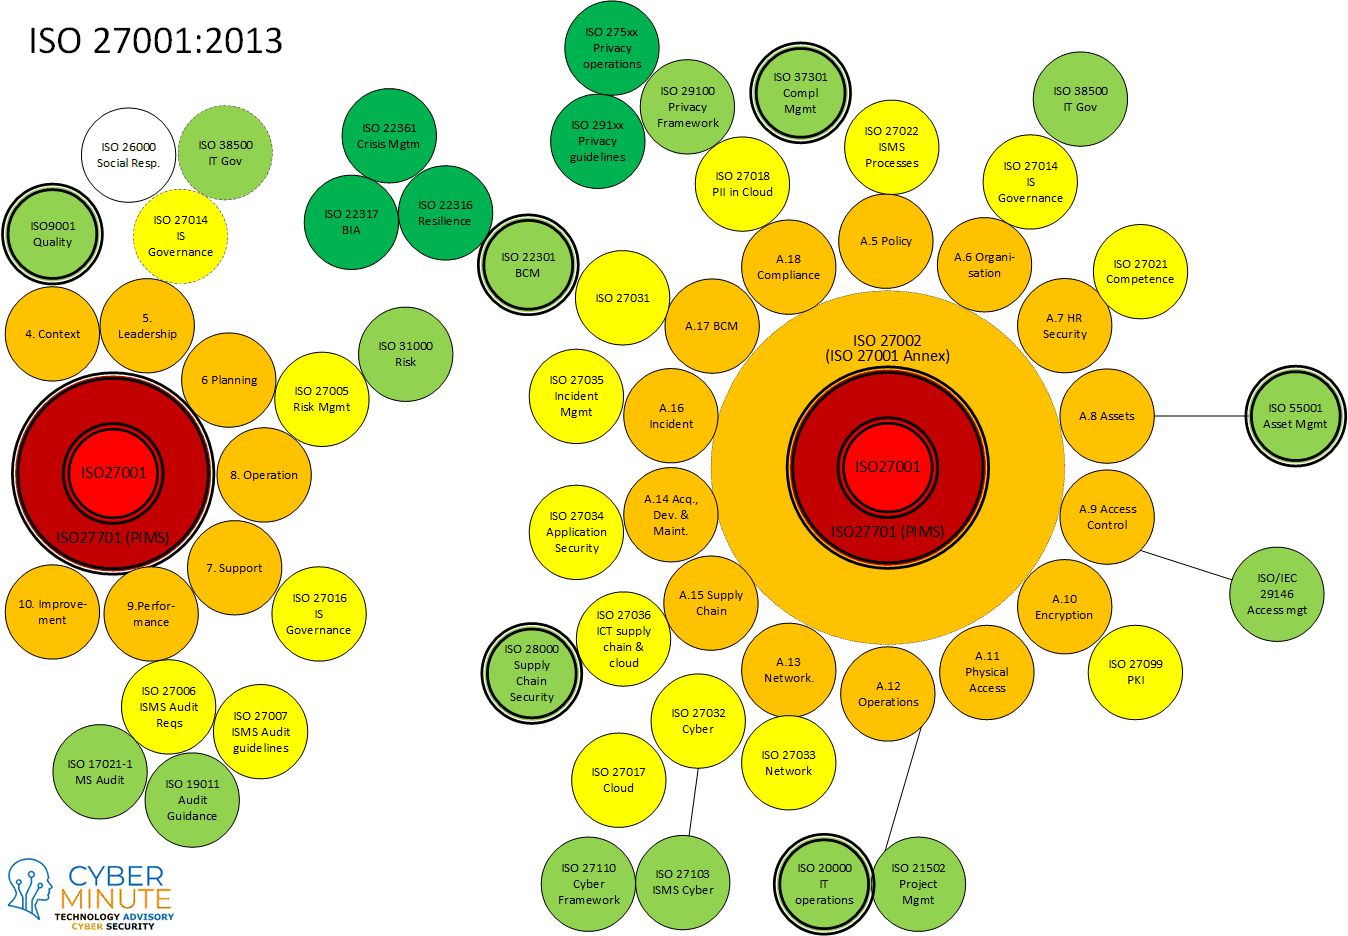 ISO 27001:2013
ISO 26000
Social Resp.
ISO 38500
IT Gov
ISO9001
Quality
ISO 27014
IS
Governance
4. Context
5.
Leadership
6 Planning
ISO 27005
Risk Mgmt
ISO 31000
Risk
ISO27001
ISO27701 (PIMS)
8. Operation
7. Support
ISO 27016
IS
Governance
10. Improve-
ment
9.Perfor-
mance
ISO 27006
ISMS Audit
Reqs
ISO 27007
ISMS Audit
guidelines
ISO 17021-1
MS Audit
ISO 19011
Audit
Guidance
CYBER
MINUTE
TECHNOLOGY ADVISORY
CYBER SECURITY
ISO 22361
Crisis Mgtm
ISO 22317
BIA
ISO 22316
Resilience
ISO 22301
BCM
ISO 27031
A.17 BCM
ISO 275xx
Privacy
operations
ISO 291xx
Privacy
guidelines
ISO 29100
Privacy
Framework
ISO 27018
PII in Cloud
A.18
Compliance
ISO 37301
Compl
Mgmt
ISO 27022
ISMS
Processes
A.5 Policy
ISO 38500
IT Gov
ISO 27014
IS
Governance
A.6 Organi-
sation
ISO 27021
Competence
A.7 HR
Security
A.8 Assets
ISO 55001
Asset Mgmt
A.9 Access
Control
ISO/IEC
29146
Access mgt
A.10
Encryption
ISO 27099
PKI
A.11
Physical
Access
A.12
Operations
ISO 20000
IT
operations
ISO 21502
Project
Mgmt
A.13
Network.
ISO 27033
Network
ISO 27032
Cyber
ISO 27017
Cloud
ISO 27110
Cyber
Framework
ISO 27103
ISMS Cyber
A.15 Supply
Chain
ISO 27036
ICT supply
chain &
cloud
ISO 28000
Supply
Chain
Security
A.14 Acq.,
Dev. &
Maint.
ISO 27034
Application
Security
A.16
Incident
ISO 27035
Incident
Mgmt
ISO 27002
(ISO 27001 Annex)
ISO27001
ISO27701 (PIMS)